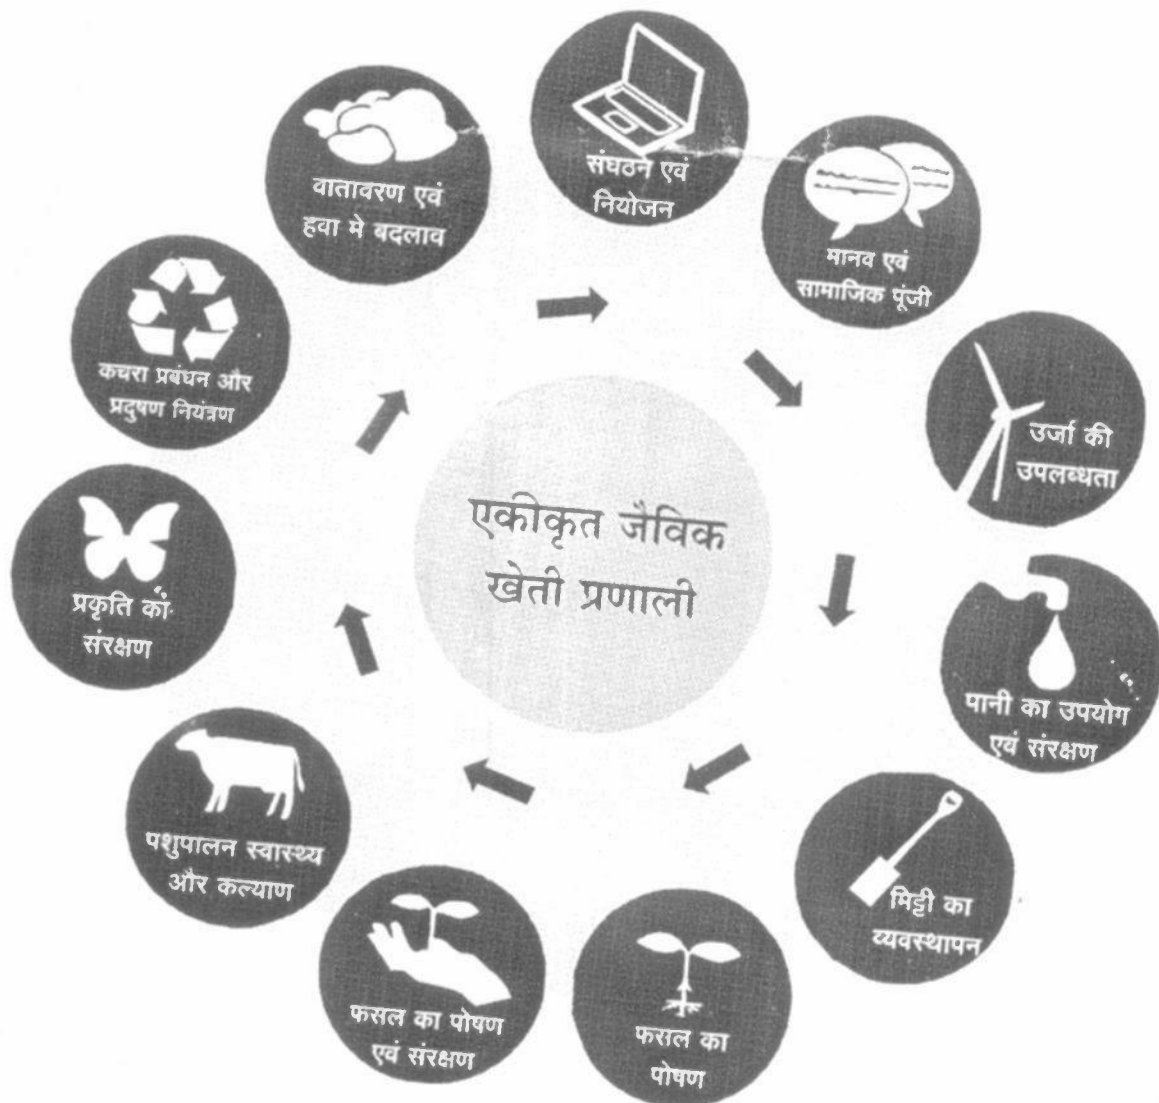 संघठन एवं
नियोजन
मानव एवं
सामाजिक पूंजी
उर्जा की
उपलब्धता
पानी का उपयोग
एवं संरक्षण
मिट्टी का
व्यवस्थापन
फसल का
पोषण
फसल का पोषण
एवं संरक्षण
पशुपालन स्वास्थ्य
और कल्याण
प्रकृति का
संरक्षण
कचरा प्रबंधन और
प्रदुषण नियंत्रण
वातावरण एवं
हवा मे बदलाव
एकीकृत जैविक
खेती प्रणाली